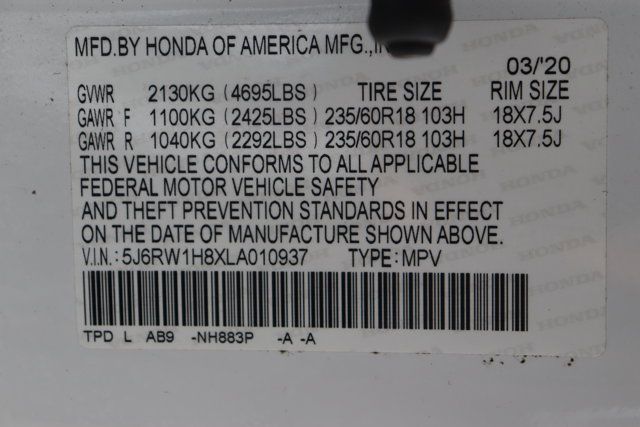 MFD.BY HONDA OF AMERICA MFG.,IN
03/'20
GVWR 2130KG (4695LBS) TIRE SIZE RIM SIZE
GAWR F 1100KG (2425LBS) 235/60R18 103H 18X7.5J
GAWR R 1040KG (2292LBS) 235/60R18 103H 18X7.5J
THIS VEHICLE CONFORMS TO ALL APPLICABLE
FEDERAL MOTOR VEHICLE SAFETY
AND THEFT PREVENTION STANDARDS IN EFFECT
ON THE DATE OF MANUFACTURE SHOWN ABOVE.
V.I.N.: 5J6RW1H8XLA010937 TYPE: MPV
TPD L AB9 -NH883P -A -A